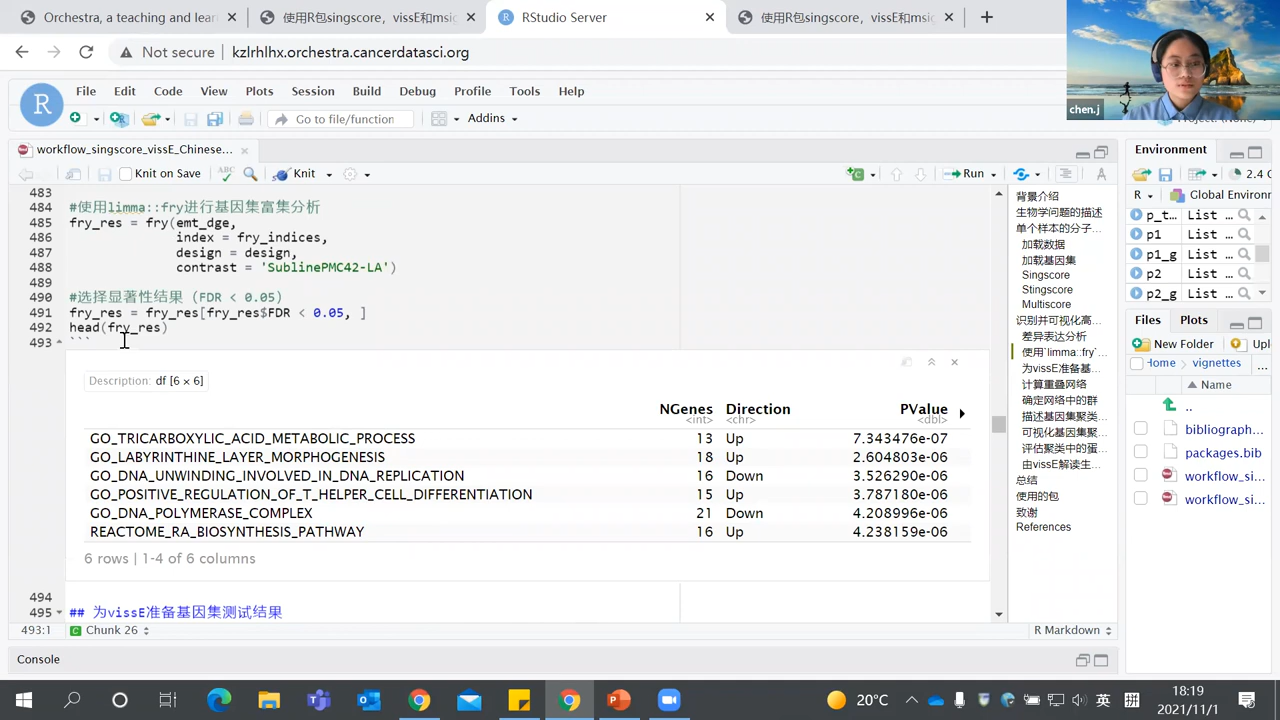 Orchestra, a teaching and lear
使用R包singscore，vissE和msic
RStudio Server
使用R包singscore，vissE和msic
Not secure
kzlrhlhx.orchestra.cancerdatasci.org
chen.j
R
File Edit Code View Plots Session Build Debug Profile Tools Help
Go to file/function
Addins
Project: (None)
workflow_singscore_vissE_Chinese...
Knit on Save
ABC
Knit
Run
483
484 #使用limma::fry进行基因集富集分析
485 fry_res = fry(emt_dge,
486 index = fry_indices,
487 design = design,
488 contrast = 'SublinePMC42-LA')
489
490 #选择显著性结果 (FDR < 0.05)
491 fry_res = fry_res[fry_res$FDR < 0.05, ]
492 head(fry_res)
493 ```
Description: df [6 × 6]
NGenes Direction PValue
<int> <chr> <dbl>
GO_TRICARBOXYLIC_ACID_METABOLIC_PROCESS 13 Up 7.343476e-07
GO_LABYRINTHINE_LAYER_MORPHOGENESIS 18 Up 2.604803e-06
GO_DNA_UNWINDING_INVOLVED_IN_DNA_REPLICATION 16 Down 3.526290e-06
GO_POSITIVE_REGULATION_OF_T_HELPER_CELL_DIFFERENTIATION 15 Up 3.787180e-06
GO_DNA_POLYMERASE_COMPLEX 21 Down 4.208996e-06
REACTOME_RA_BIOSYNTHESIS_PATHWAY 16 Up 4.238159e-06
6 rows | 1-4 of 6 columns
494
495 ## 为vissE准备基因集测试结果
493:1
Chunk 26
R Markdown
Console
背景介绍
生物学问题的描述
单个样本的分子...
加载数据
加载基因集
Singscore
Stingscore
Multiscore
识别并可视化高...
差异表达分析
使用`limma::fry`...
为vissE准备基...
计算重叠网络
确定网络中的群
描述基因集聚类...
可视化基因集聚...
评估聚类中的蛋...
由vissE解读生...
总结
使用的包
致谢
References
Environment
2.4 G
R
Global Environr
p_t... List ...
p1 List ...
p1_g List ...
p2 List ...
p2_g List ...
Files Plots
New Folder
Uplo
Home
vignettes
...
Name
..
bibliograph...
packages.bib
workflow_si...
workflow_si...
20°C
英
拼
18:19
2021/11/1